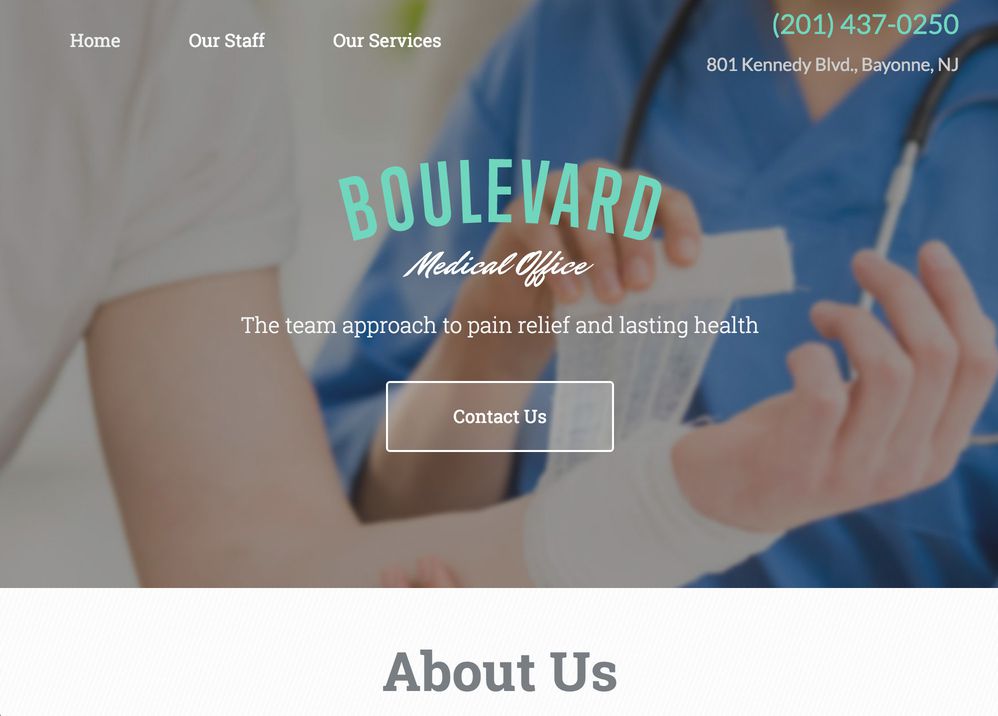 Home Our Staff Our Services
(201) 437-0250
801 Kennedy Blvd., Bayonne, NJ
BOULEVARD
Medical Office
The team approach to pain relief and lasting health
Contact Us
About Us